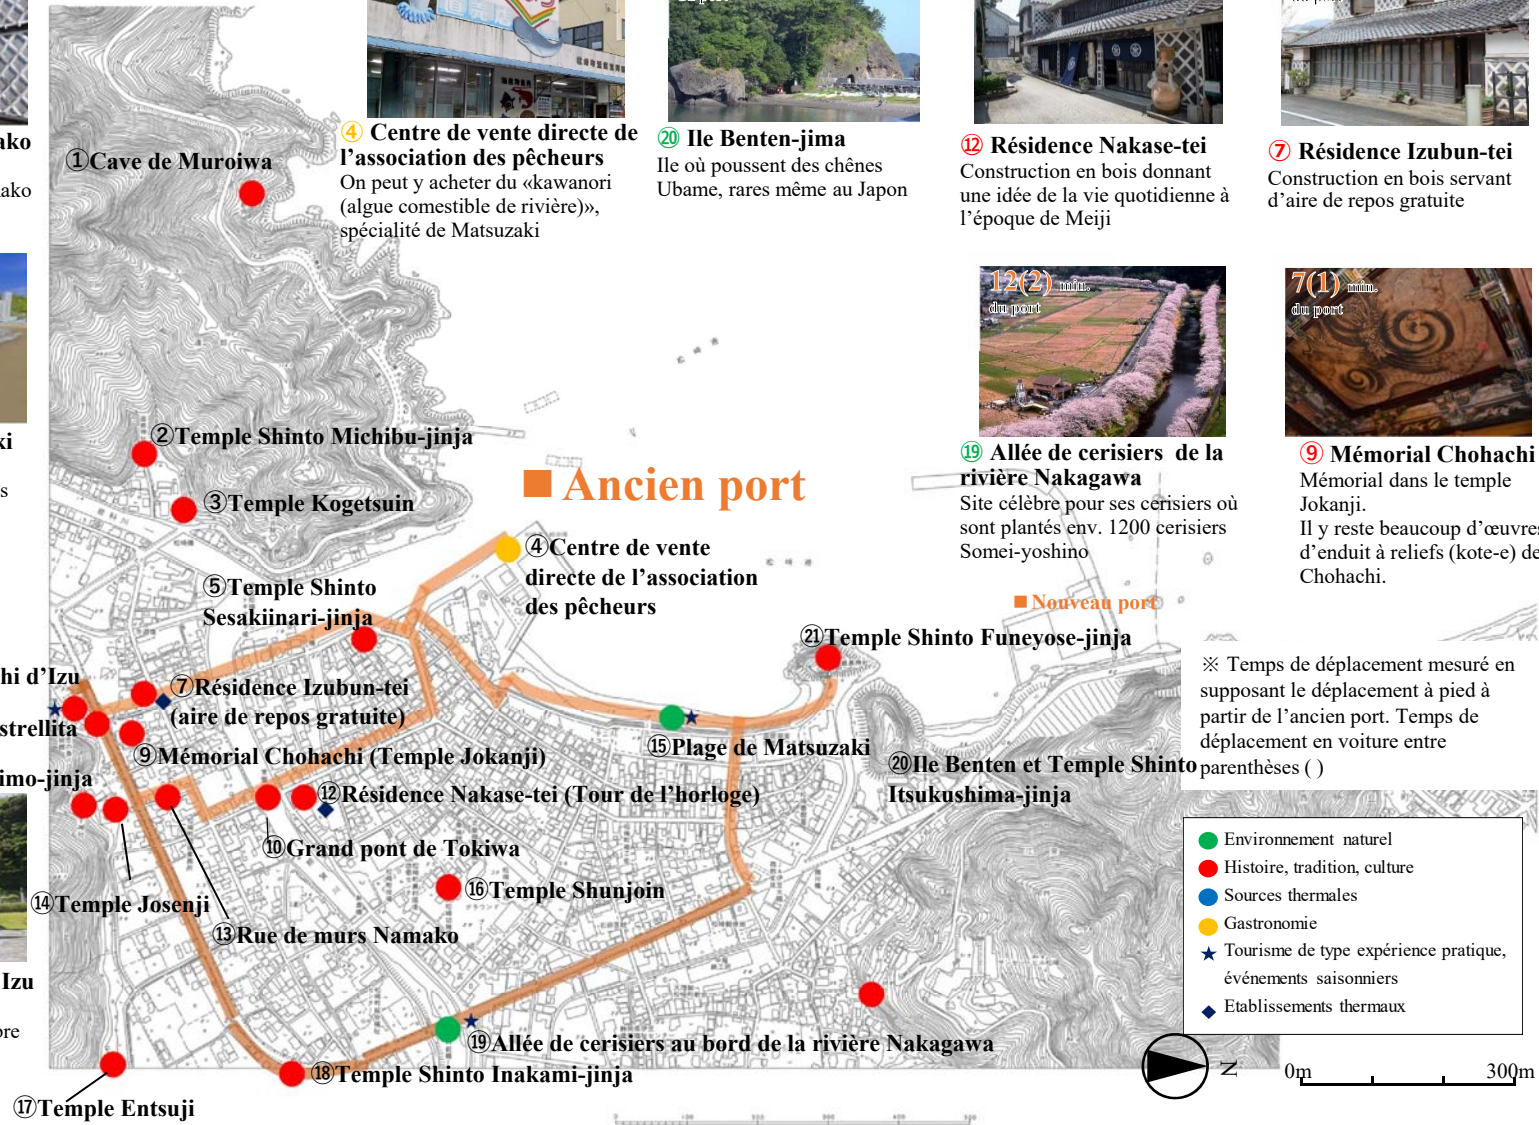 ako
ako
④ Centre de vente directe de
l’association des pêcheurs
On peut y acheter du «kawanori
(algue comestible de rivière)»,
spécialité de Matsuzaki
⑳ Ile Benten-jima
Ile où poussent des chênes
Ubame, rares même au Japon
⑫ Résidence Nakase-tei
Construction en bois donnant
une idée de la vie quotidienne à
l’époque de Meiji
⑦ Résidence Izubun-tei
Construction en bois servant
d’aire de repos gratuite
12(2) min.
du port
⑲ Allée de cerisiers de la
rivière Nakagawa
Site célèbre pour ses cerisiers où
sont plantés env. 1200 cerisiers
Somei-yoshino
7(1) min.
du port
⑨ Mémorial Chohachi
Mémorial dans le temple
Jokanji.
Il y reste beaucoup d’œuvres
d’enduit à reliefs (kote-e) de
Chohachi.
①Cave de Muroiwa
②Temple Shinto Michibu-jinja
③Temple Kogetsuin
■ Ancien port
④Centre de vente
directe de l’association
des pêcheurs
⑤Temple Shinto
Sesakiinari-jinja
■ Nouveau port
㉑Temple Shinto Funeyose-jinja
hi d’Izu
⑦Résidence Izubun-tei
(aire de repos gratuite)
strellita
⑨Mémorial Chohachi (Temple Jokanji)
imo-jinja
⑮Plage de Matsuzaki
⑳Ile Benten et Temple Shinto
Itsukushima-jinja
⑫Résidence Nakase-tei (Tour de l’horloge)
⑩Grand pont de Tokiwa
⑯Temple Shunjoin
⑭Temple Josenji
⑬Rue de murs Namako
Izu
bre
⑲Allée de cerisiers au bord de la rivière Nakagawa
⑱Temple Shinto Inakami-jinja
⑰Temple Entsuji
※ Temps de déplacement mesuré en
supposant le déplacement à pied à
partir de l’ancien port. Temps de
déplacement en voiture entre
parenthèses ( )
Environnement naturel
Histoire, tradition, culture
Sources thermales
Gastronomie
Tourisme de type expérience pratique,
événements saisonniers
Etablissements thermaux
N
0m 300m